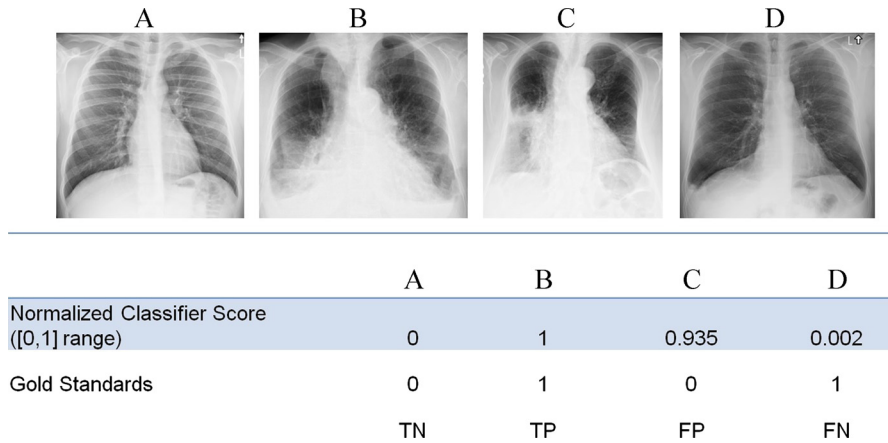 A B C D
L
L
A B C D
Normalized Classifier Score
([0,1] range) 0 1 0.935 0.002
Gold Standards 0 1 0 1
TN TP FP FN